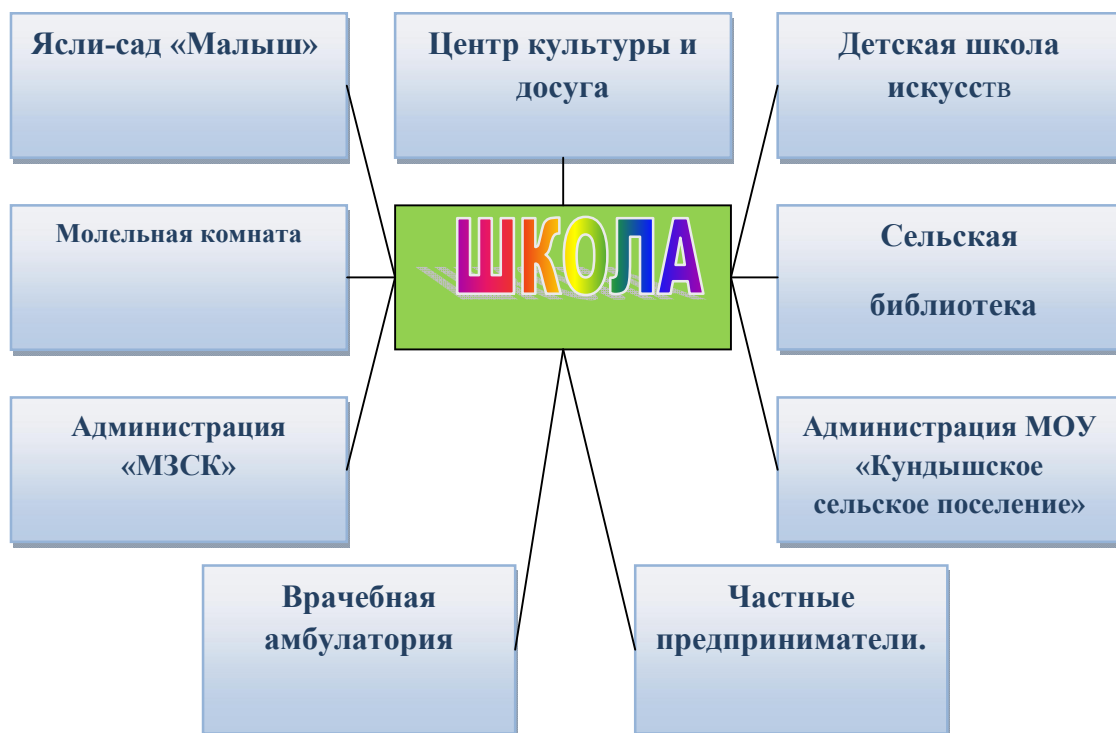 Ясли-сад «Малыш»
Центр культуры и
досуга
Детская школа
искусств
Молельная комната
ШКОЛА
Сельская
библиотека
Администрация
«МЗСК»
Администрация МОУ
«Кундышское
сельское поселение»
Врачебная
амбулатория
Частные
предприниматели.